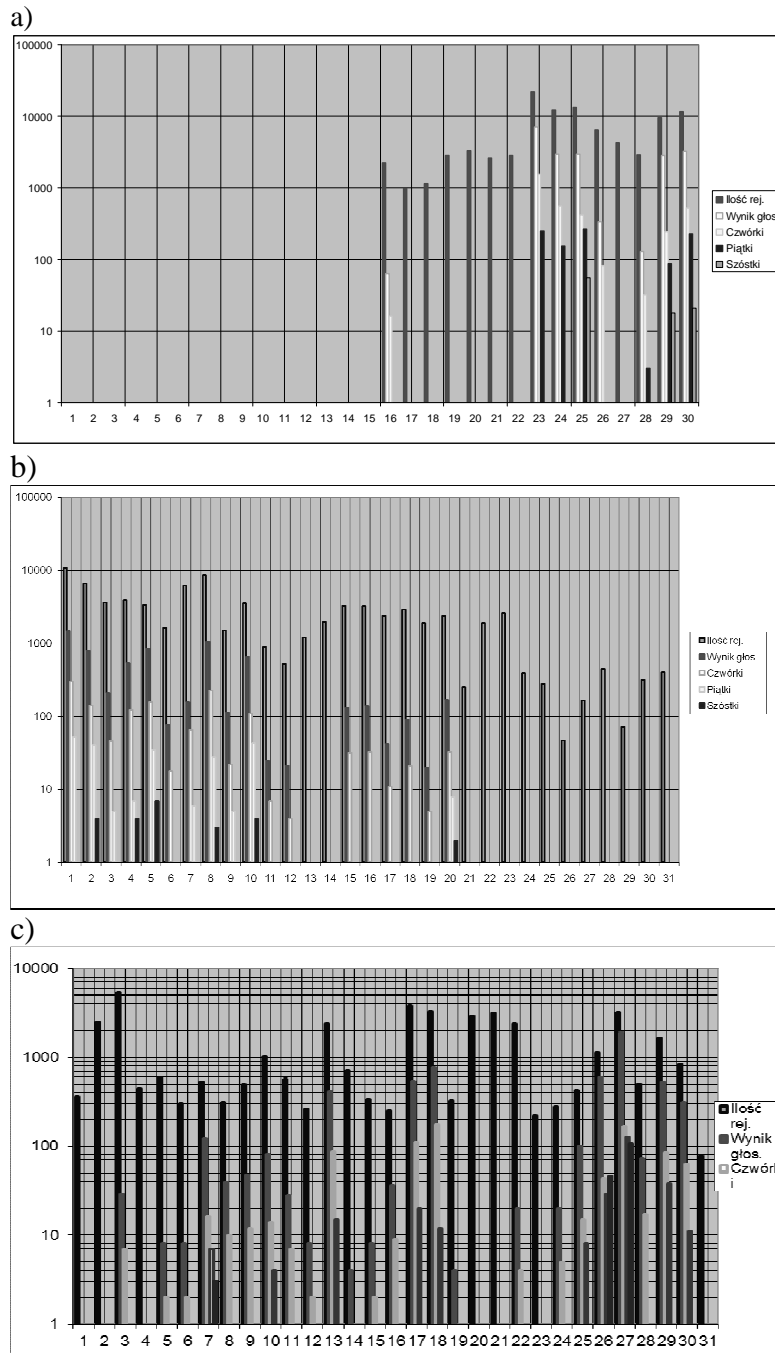 a)
100000
10000
1000
100
10
1
1 2 3 4 5 6 7 8 9 10 11 12 13 14 15 16 17 18 19 20 21 22 23 24 25 26 27 28 29 30
Ilość rej.
Wynik głos
Czwórki
Piątki
Szóstki
b)
100000
10000
1000
100
10
1
1 2 3 4 5 6 7 8 9 10 11 12 13 14 15 16 17 18 19 20 21 22 23 24 25 26 27 28 29 30 31
Ilość rej.
Wynik głos
Czwórki
Piątki
Szóstki
c)
10000
1000
100
10
1
1 2 3 4 5 6 7 8 9 10 11 12 13 14 15 16 17 18 19 20 21 22 23 24 25 26 27 28 29 30 31
Ilość
rej.
Wynik
głos.
Czwórk
i